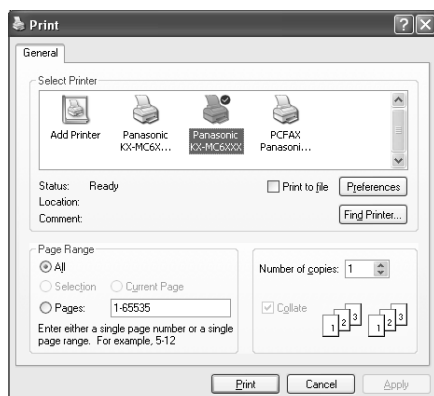 Print
General
Select Printer
Add Printer
Panasonic
KX-MC6X...
Panasonic
KX-MC6XXX
PCFAX
Panasoni...
Status: Ready
Location:
Comment:
Print to file
Preferences
Find Printer...
Page Range
All
Selection
Current Page
Pages: 1-65535
Enter either a single page number or a single
page range. For example, 5-12
Number of copies: 1
Collate
1 2 3 1 2 3
Print
Cancel
Apply